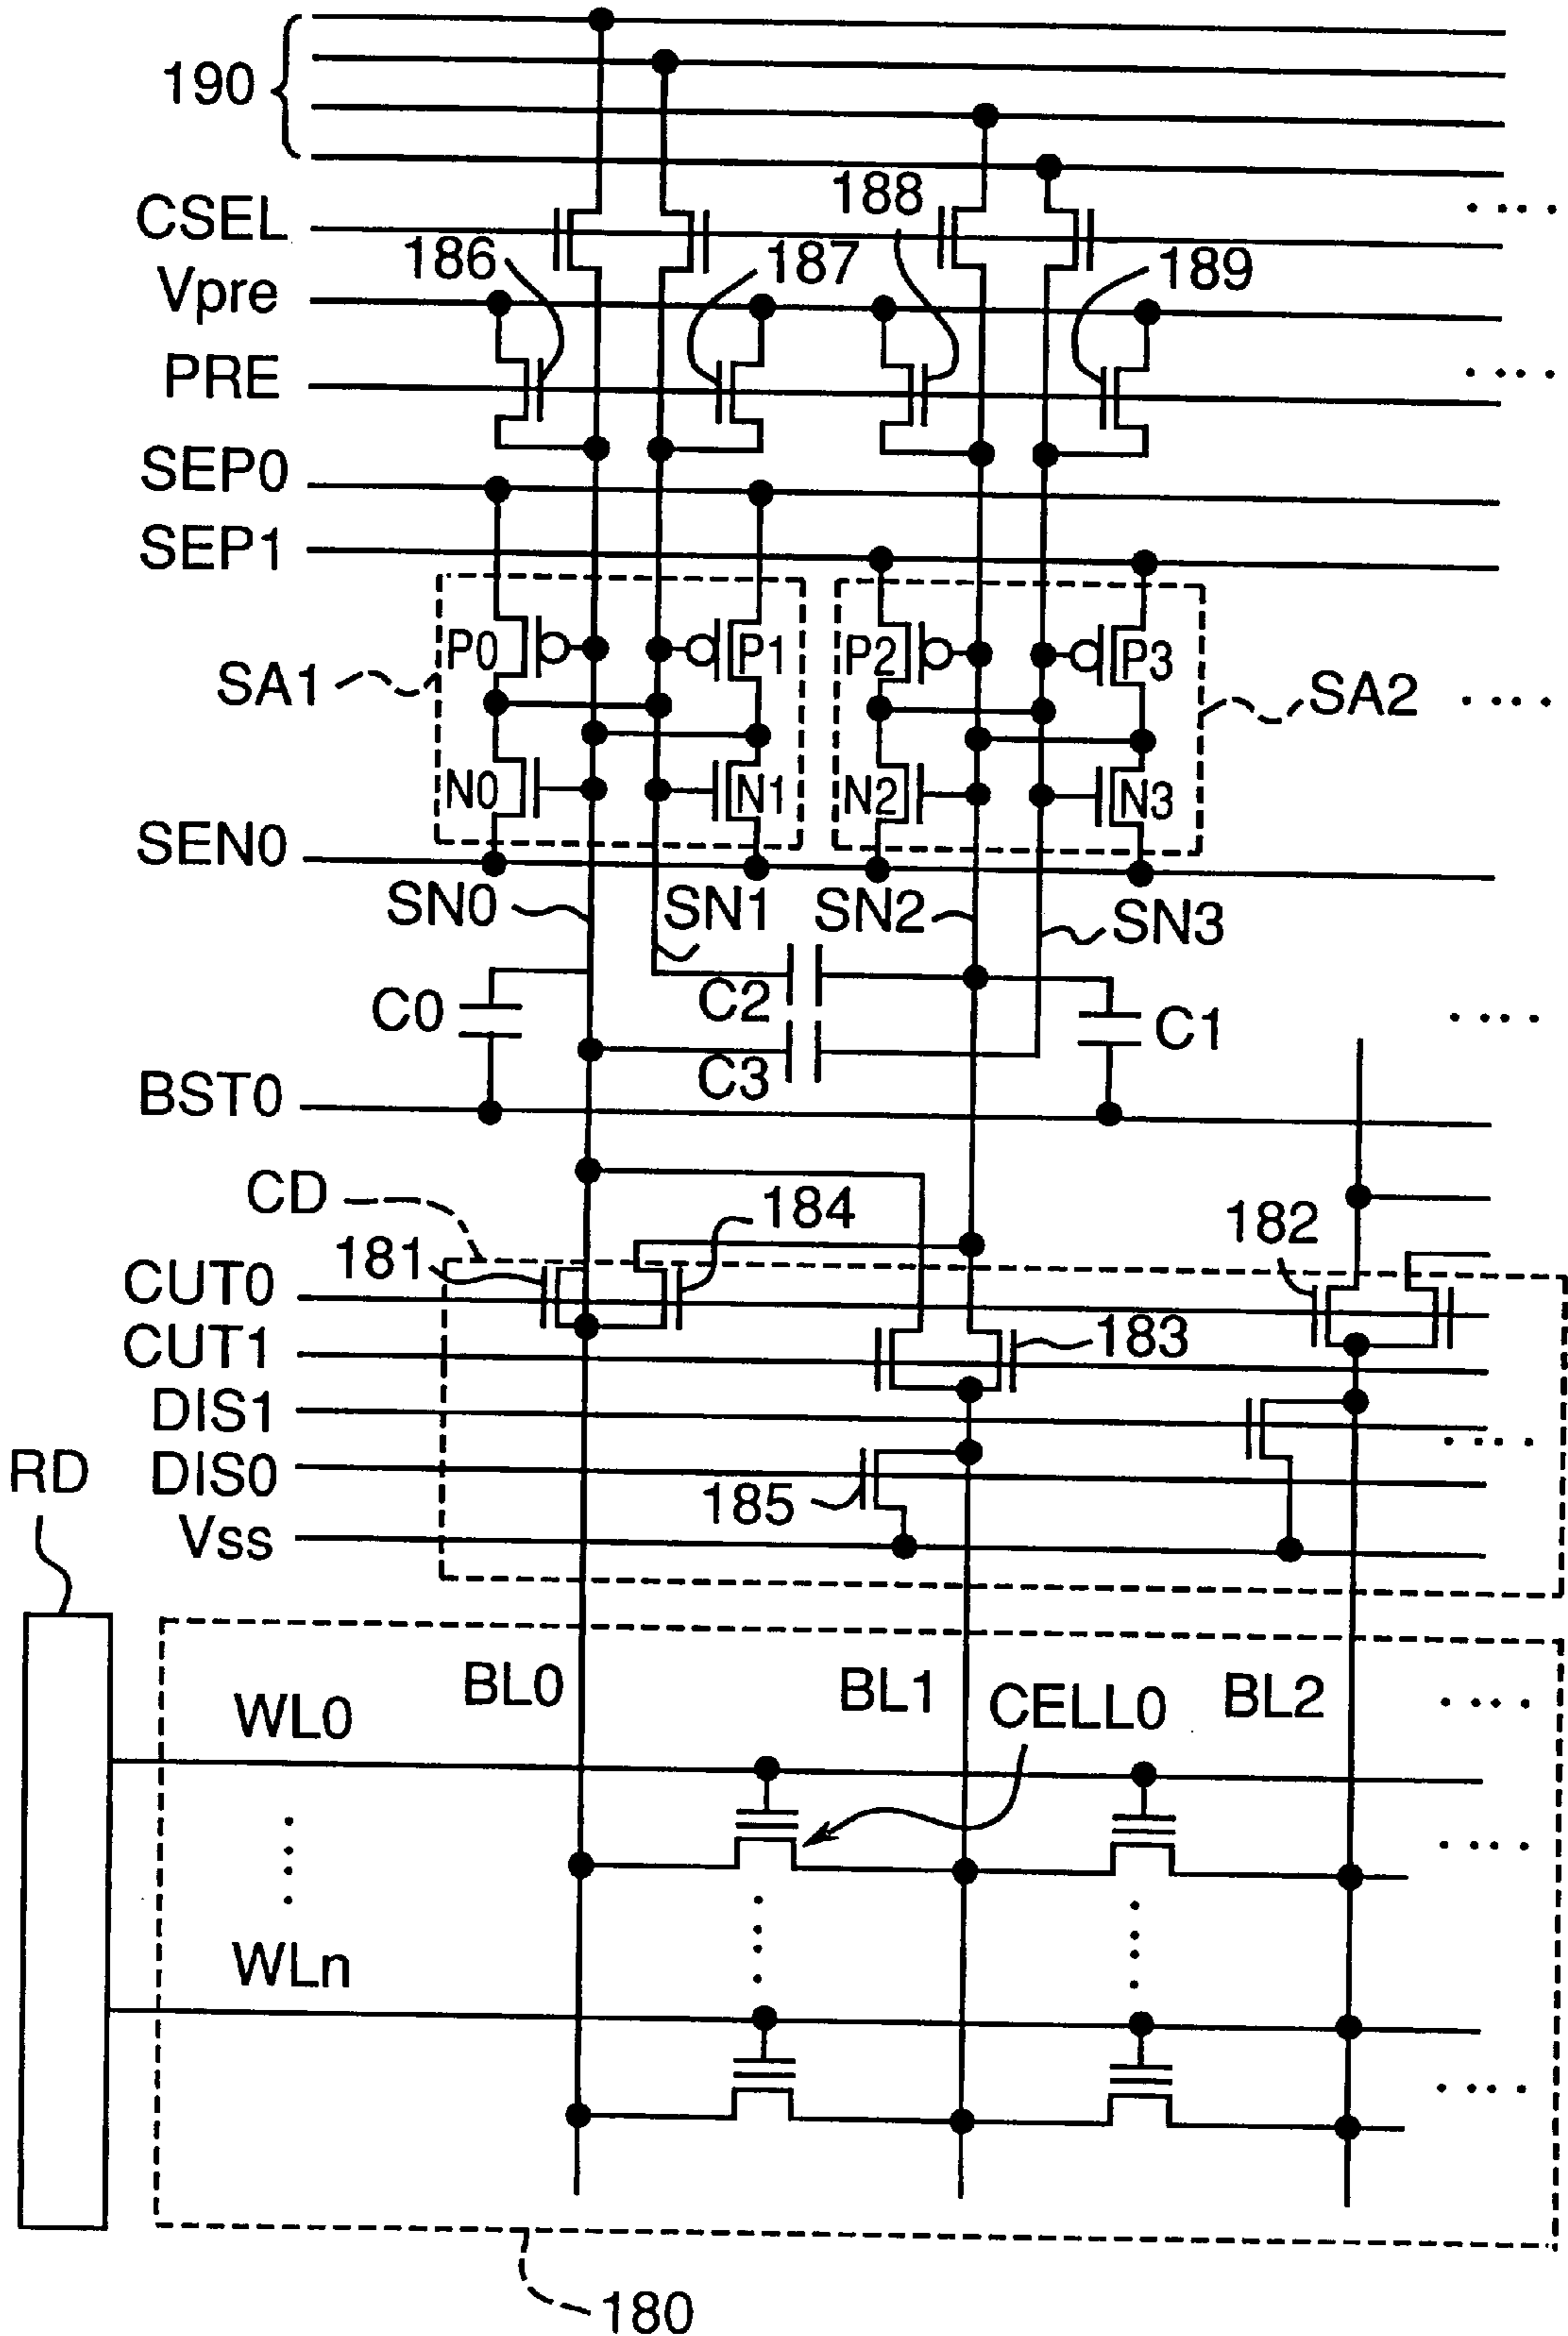 190
CSEL
188
186
187
189
Vpre
PRE
SEP0
SEP1
P0
P1
P2
P3
SA1
SA2
N0
N1
N2
N3
SEN0
SN0
SN1
SN2
SN3
C0
C2
C1
C3
BST0
CD
184
182
181
CUT0
CUT1
183
DIS1
RD
DIS0
185
Vss
BL0
BL1
CELL0
BL2
WL0
WLn
180